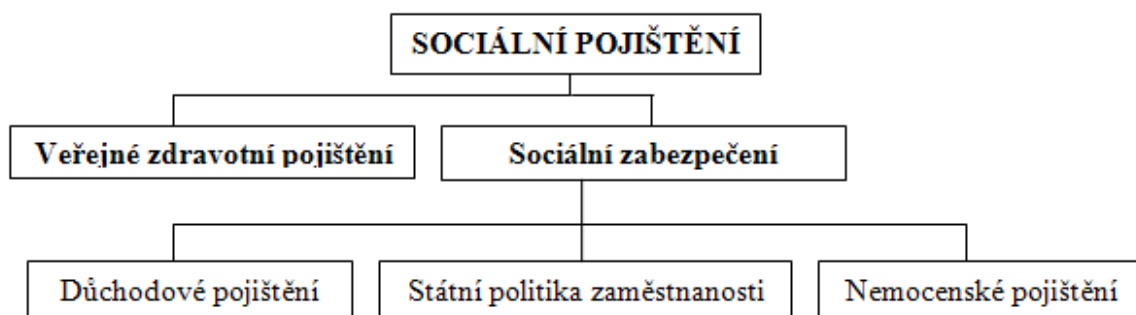 SOCIÁLNÍ POJIŠTĚNÍ
Veřejné zdravotní pojištění
Sociální zabezpečení
Důchodové pojištění
Státní politika zaměstnanosti
Nemocenské pojištění